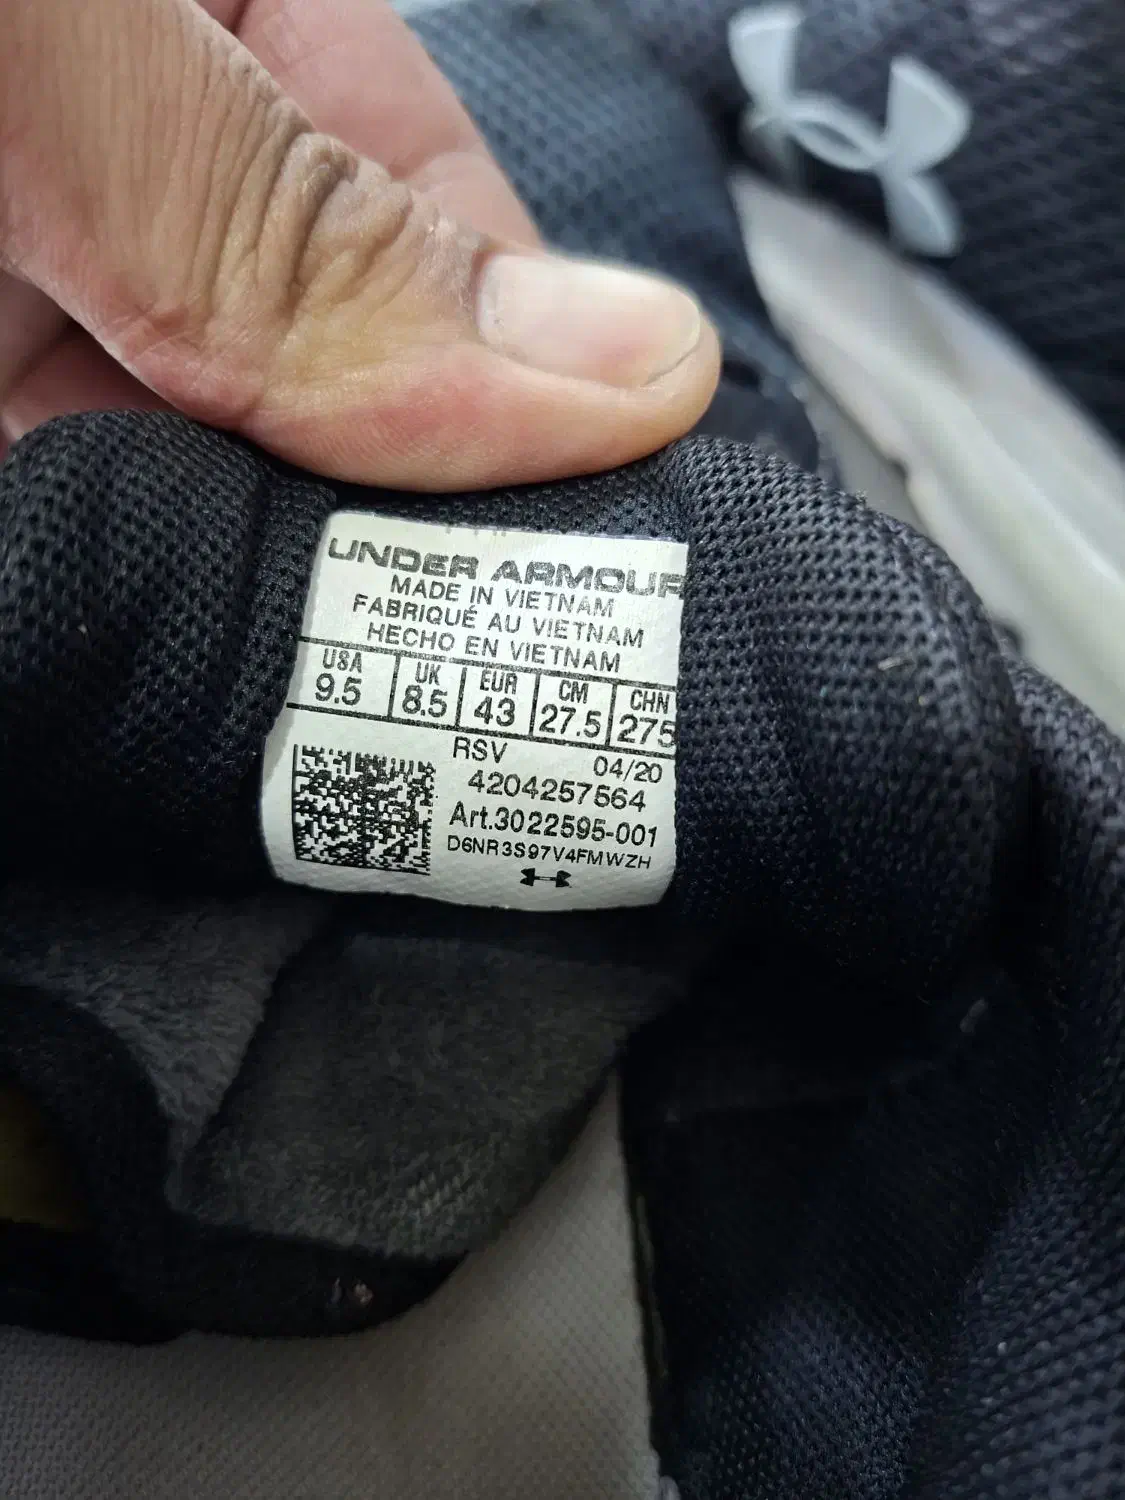 UNDER ARMOUR
MADE IN VIETNAM
FABRIQUÉ AU VIETNAM
HECHO EN VIETNAM
USA UK EUR CM CHN
9.5 8.5 43 27.5 275
RSV 04/20
4204257564
Art.3022595-001
D6NR3S97V4FMWZH